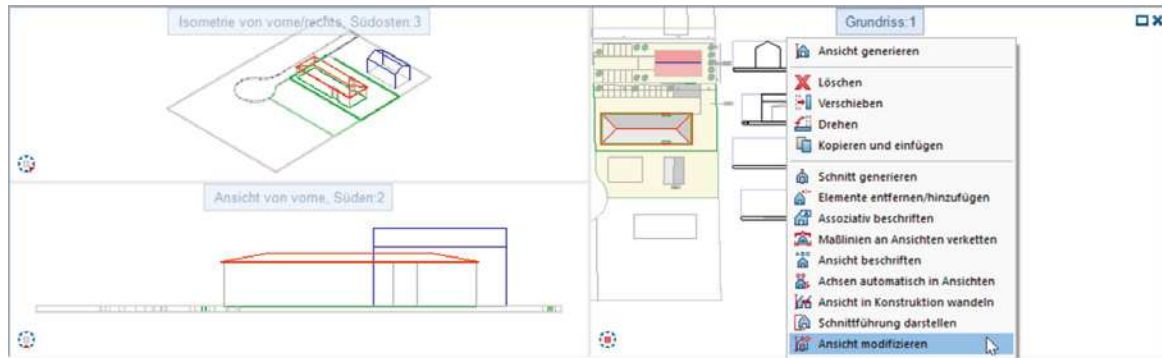 Isometrie von vorne/rechts, Südosten:3
Grundriss:1
Ansicht von vorne, Süden:2
Ansicht generieren
Löschen
Verschieben
Drehen
Kopieren und einfügen
Schnitt generieren
Elemente entfernen/hinzufügen
Assoziativ beschriften
Maßlinien an Ansichten verketten
Ansicht beschriften
Achsen automatisch in Ansichten
Ansicht in Konstruktion wandeln
Schnittführung darstellen
Ansicht modifizieren